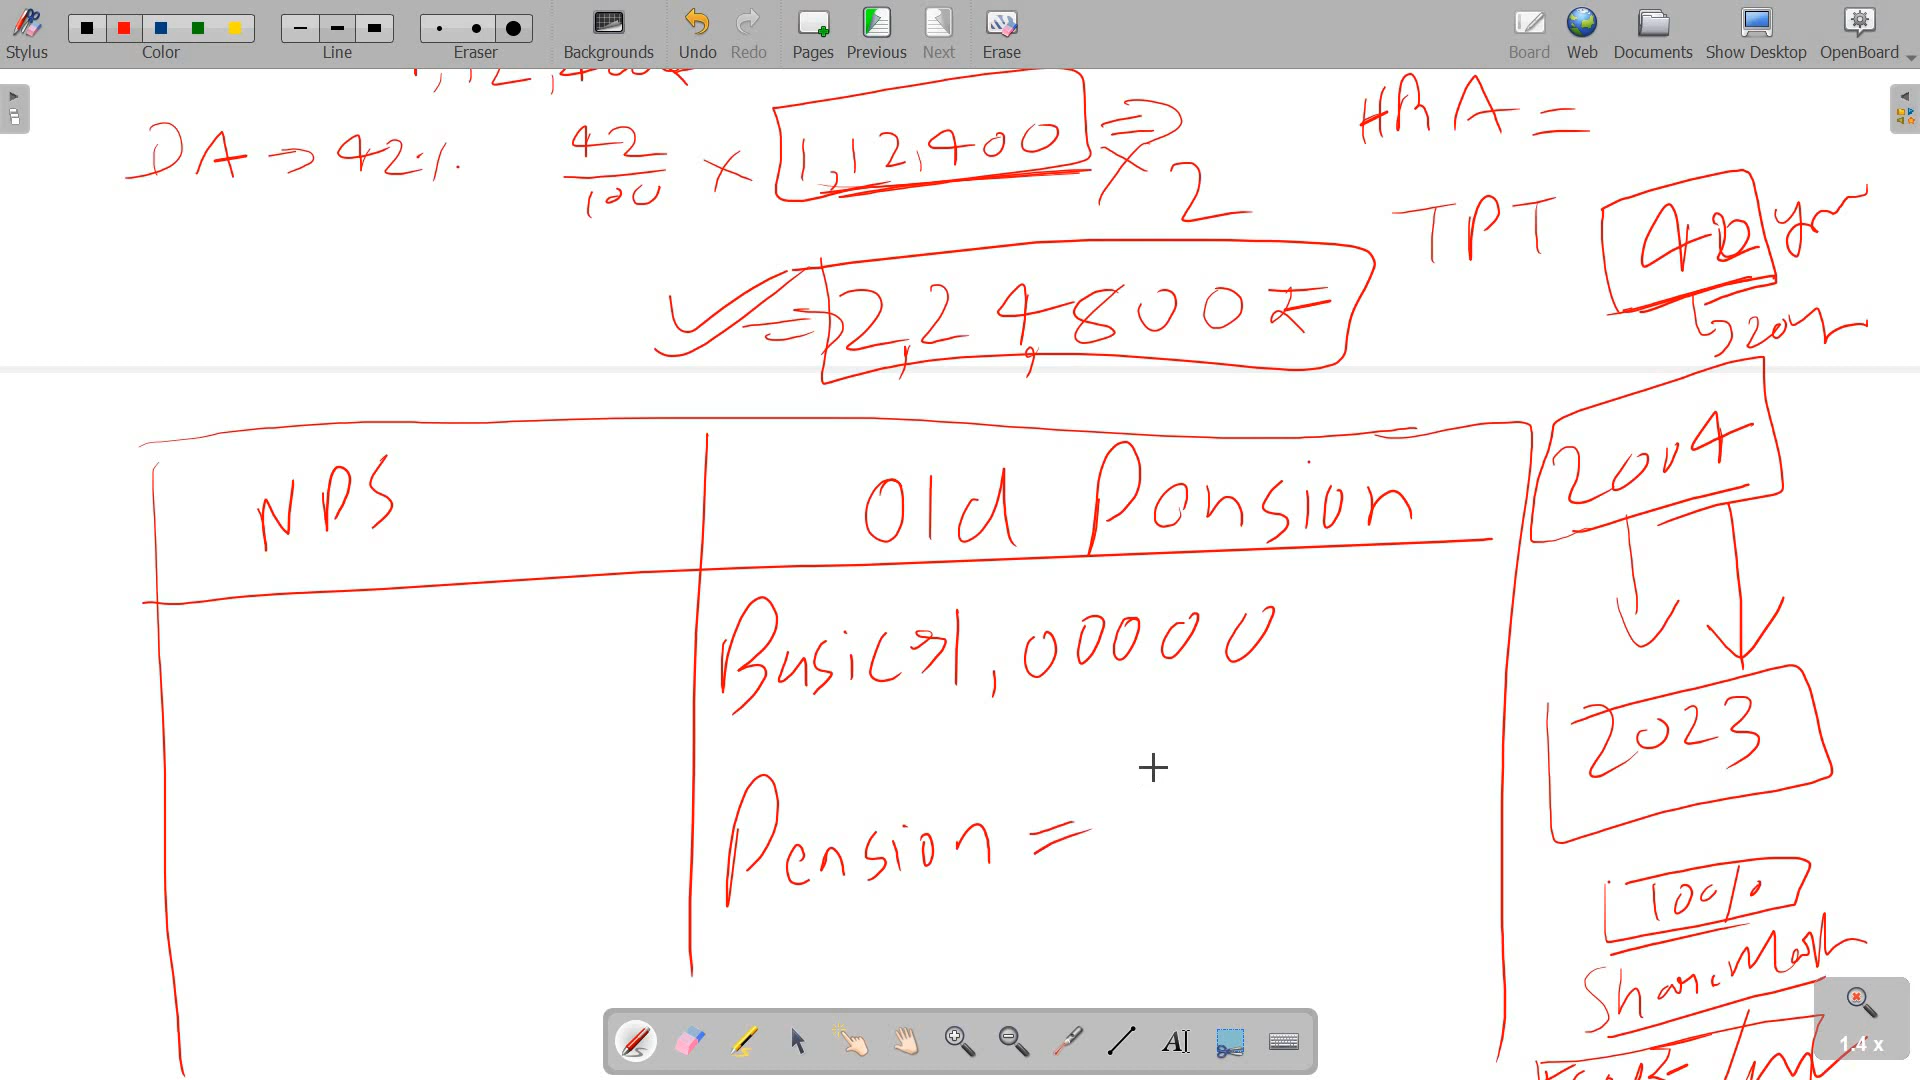 Stylus Color Line Eraser Backgrounds Undo Redo Pages Previous Next Erase Board Web Documents Show Desktop OpenBoard
HRA =
DA → 42%
42/100 × 1,12,400 ⇒
× 2
TPT
⇒ 2,24,800₹
20yr
2004
NPS
Old Pension
Basic → 1,00000
2023
Pension =
100%
1.4 x